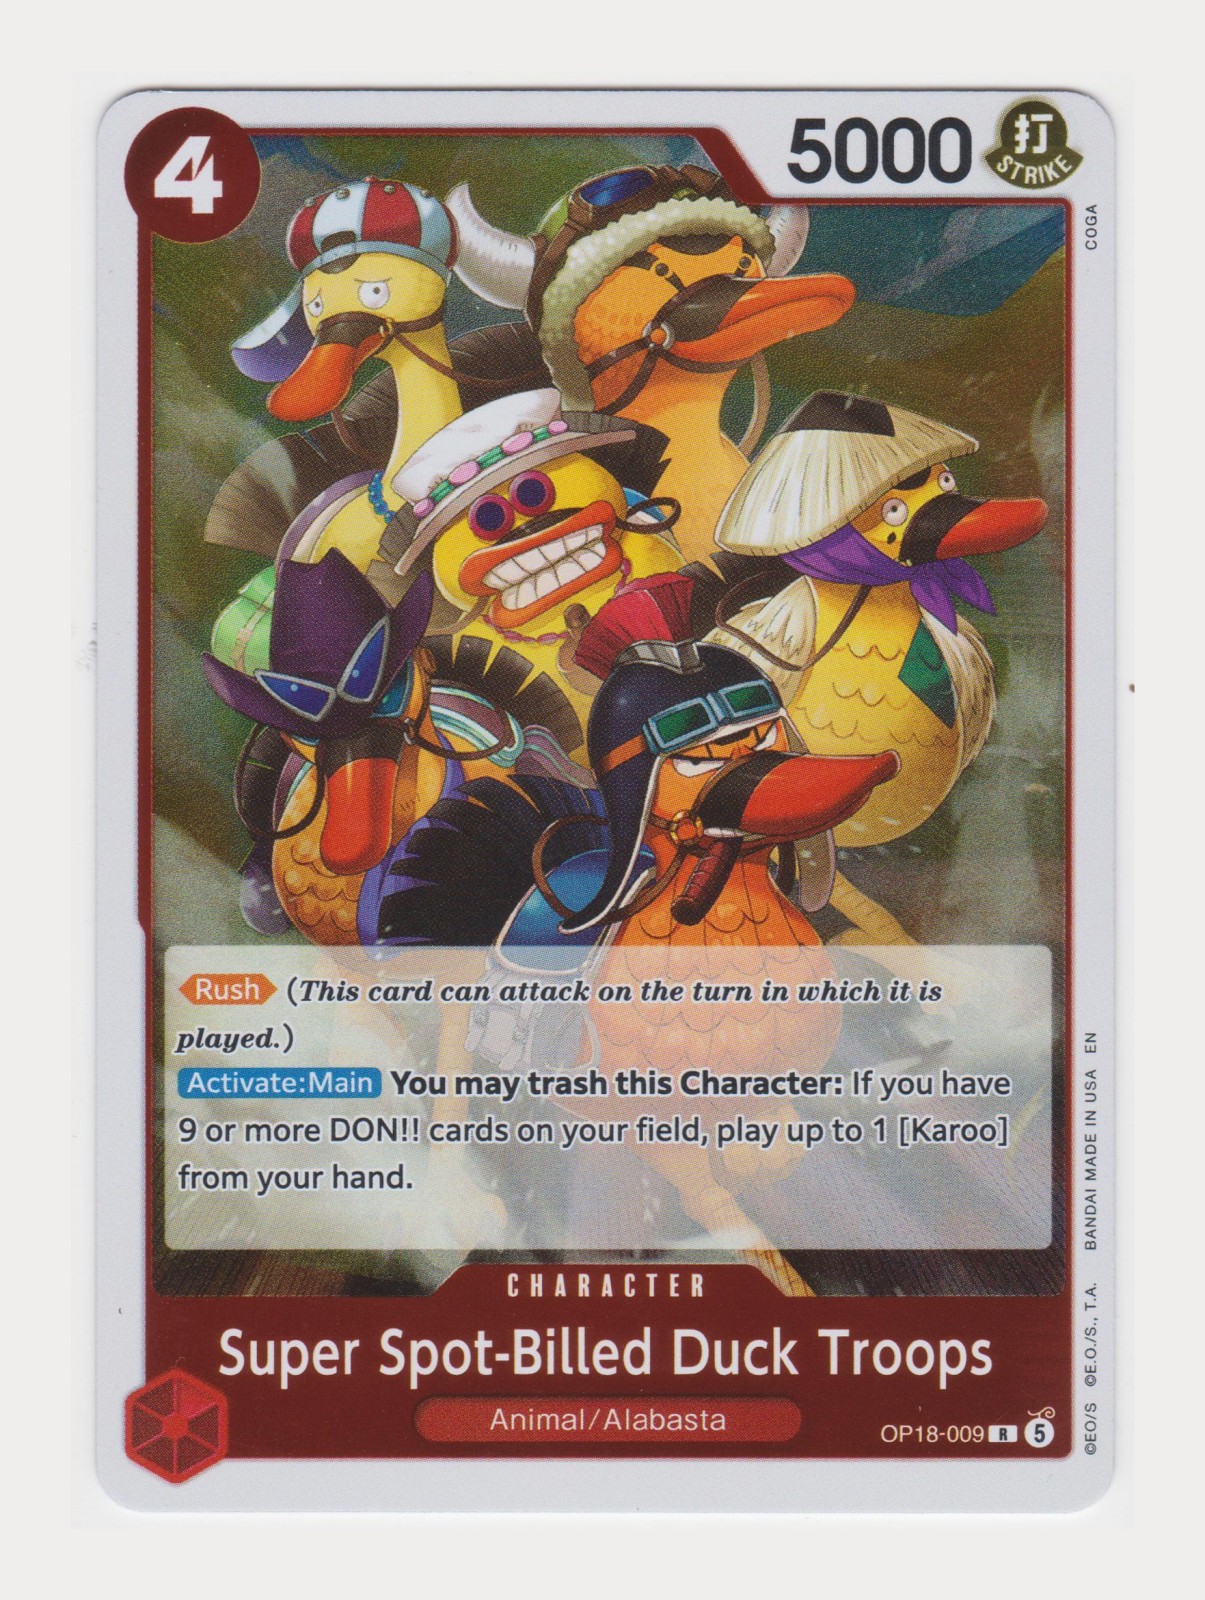 4
5000
打
STRIKE
COGA
Rush (This card can attack on the turn in which it is
played.)
Activate:Main You may trash this Character: If you have
9 or more DON!! cards on your field, play up to 1 [Karoo]
from your hand.
CHARACTER
Super Spot-Billed Duck Troops
Animal/Alabasta
OP18-009 R 5
©EO/S ©E.O./S., T.A. BANDAI MADE IN USA EN